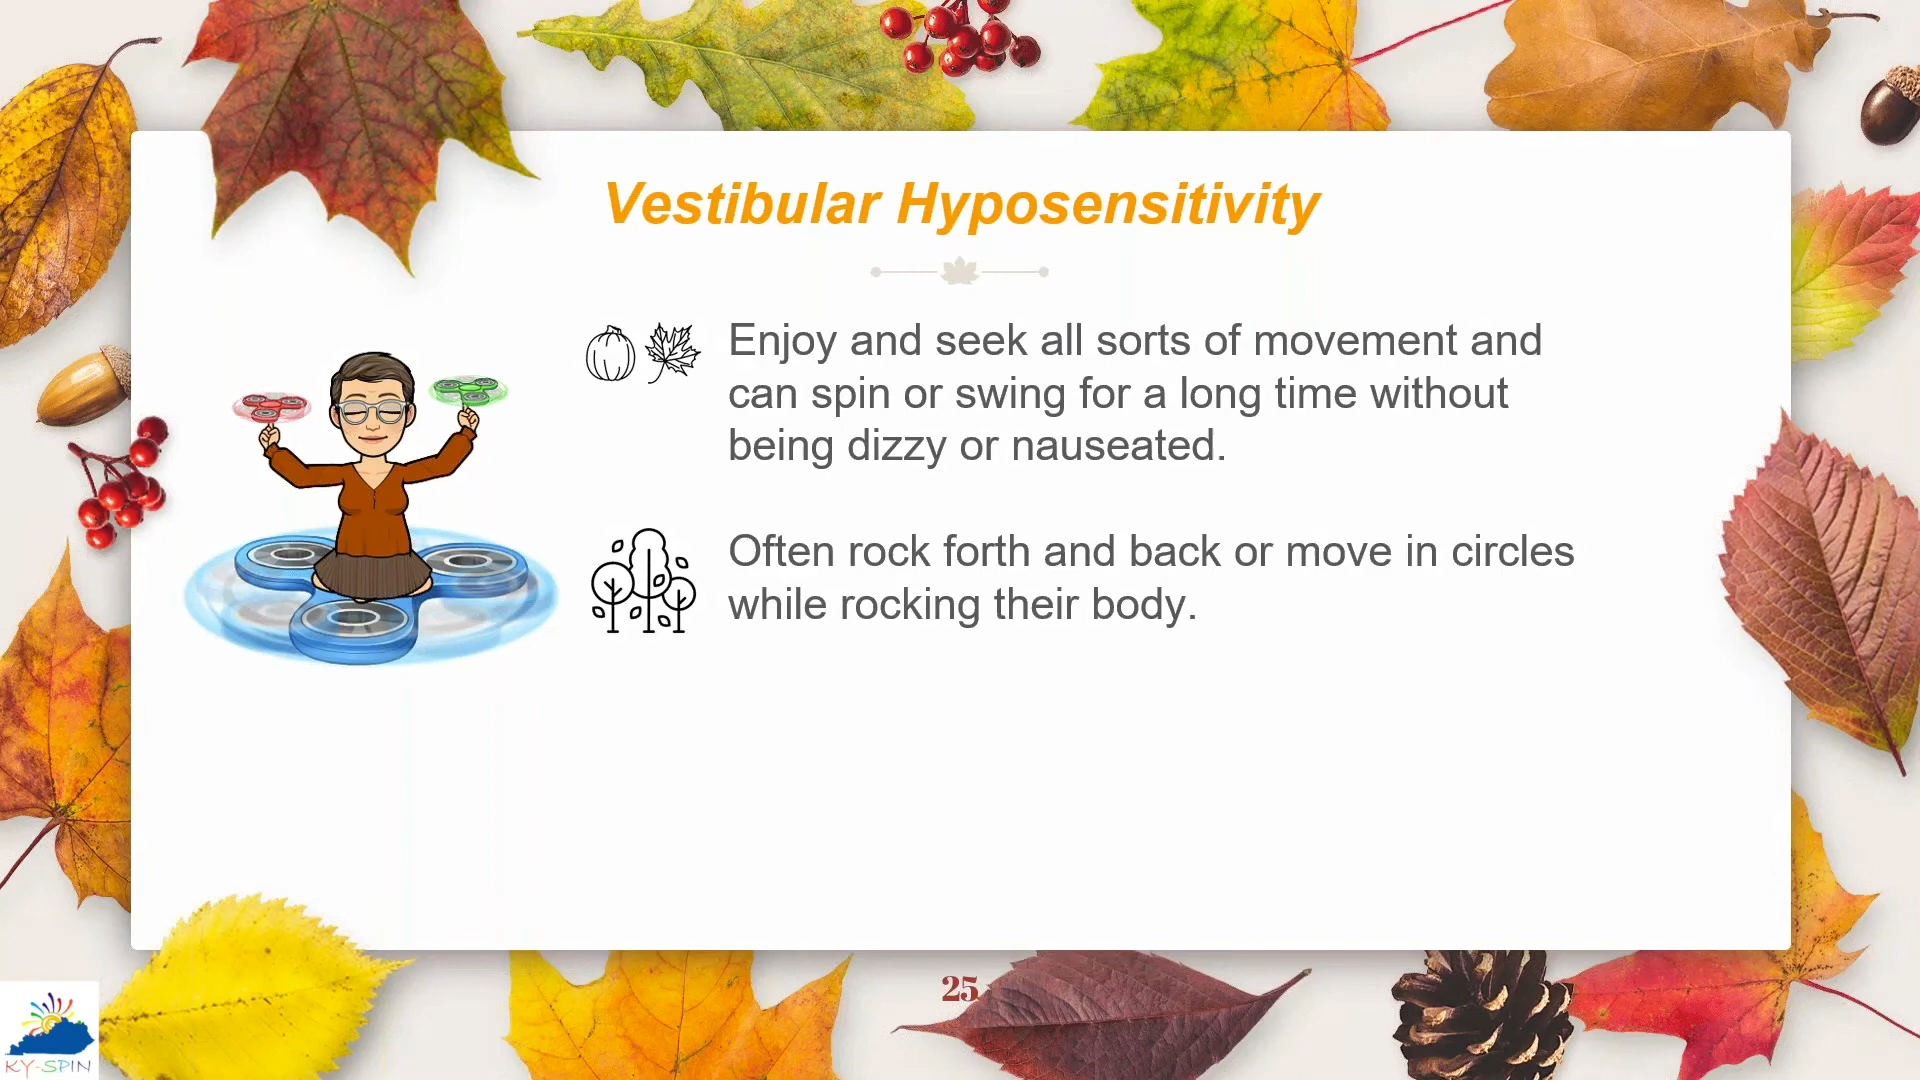 Vestibular Hyposensitivity
Enjoy and seek all sorts of movement and
can spin or swing for a long time without
being dizzy or nauseated.
Often rock forth and back or move in circles
while rocking their body.
25
KY-SPIN